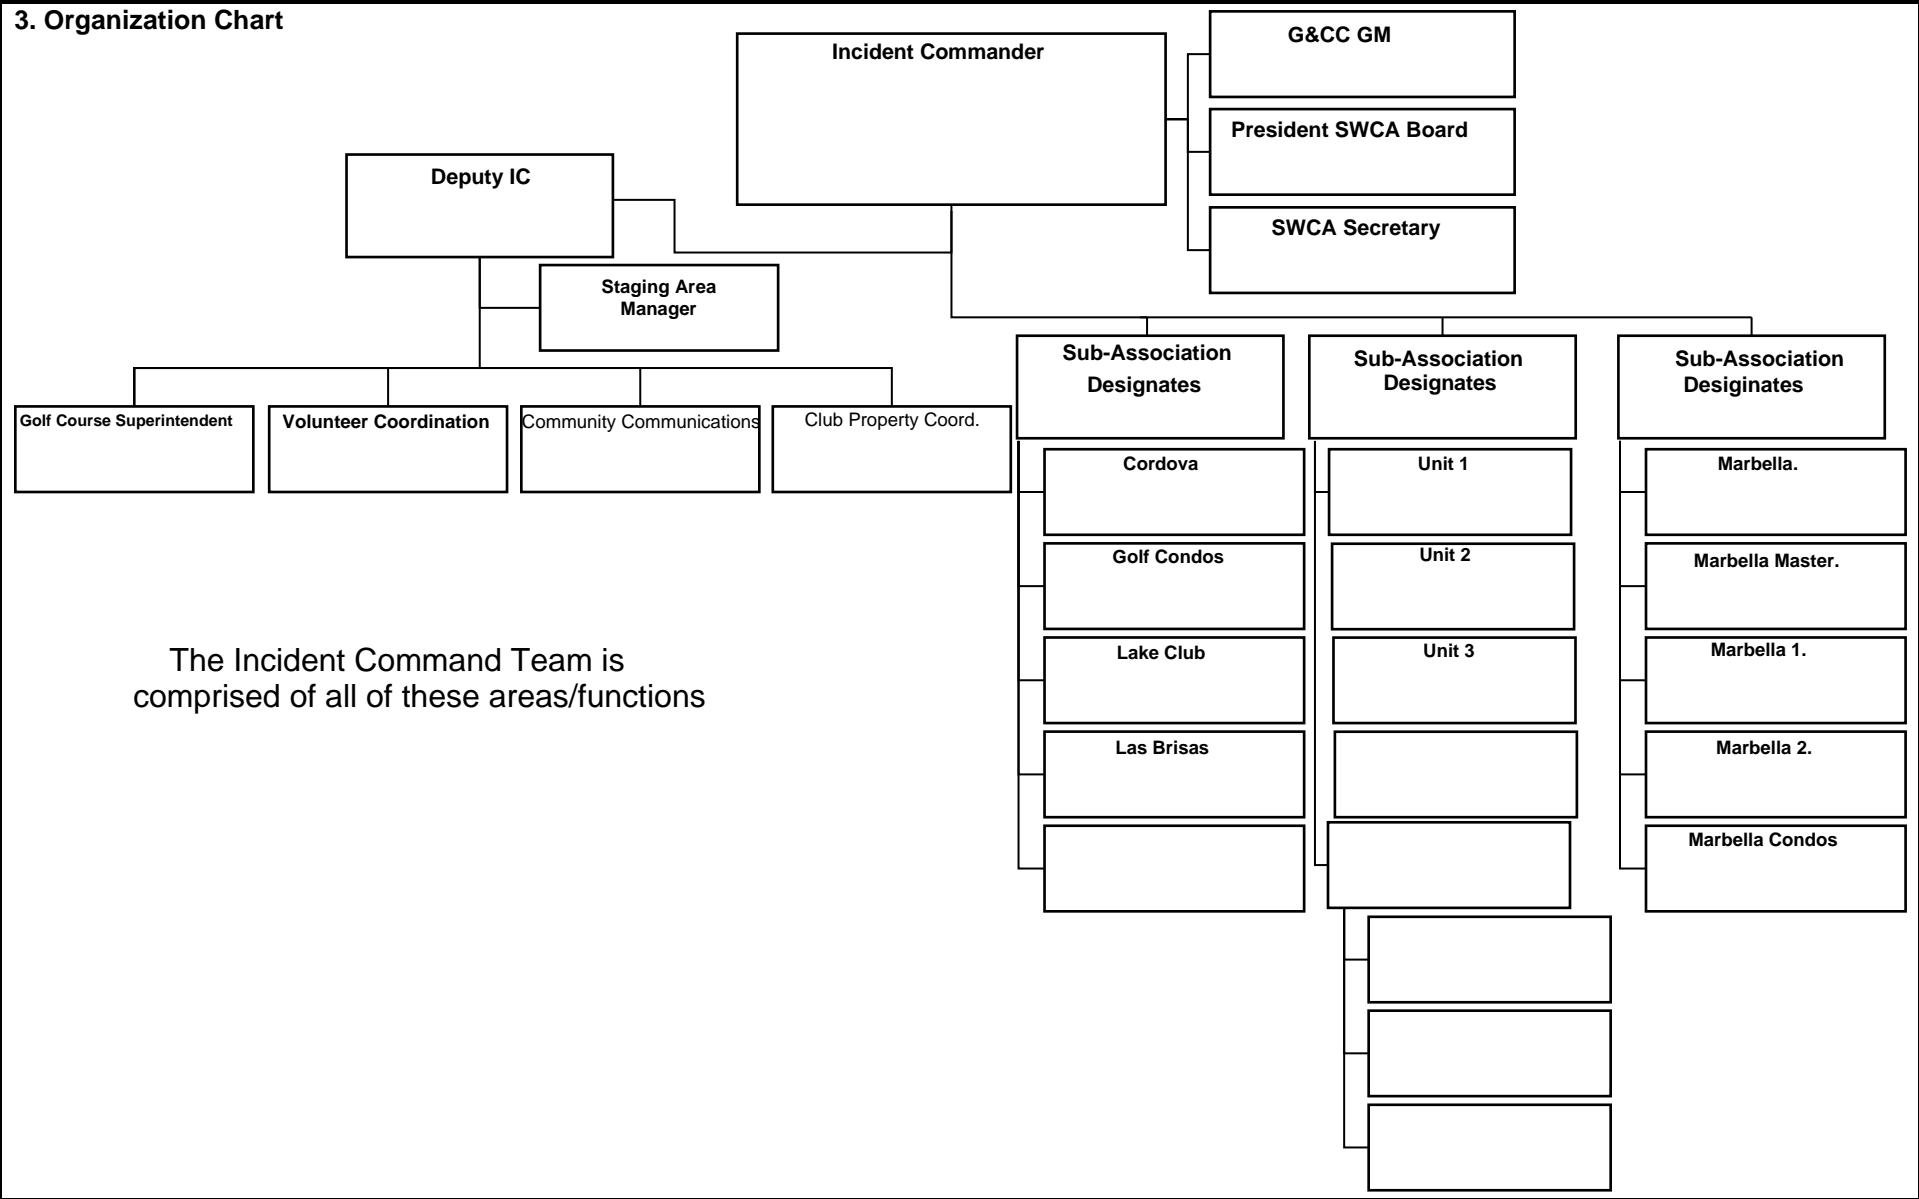 3. Organization Chart
Incident Commander
G&CC GM
President SWCA Board
SWCA Secretary
Deputy IC
Staging Area
Manager
Golf Course Superintendent
Volunteer Coordination
Community Communications
Club Property Coord.
Sub-Association
Designates
Cordova
Golf Condos
Lake Club
Las Brisas
Sub-Association
Designates
Unit 1
Unit 2
Unit 3
Sub-Association
Desiginates
Marbella.
Marbella Master.
Marbella 1.
Marbella 2.
Marbella Condos
The Incident Command Team is
comprised of all of these areas/functions